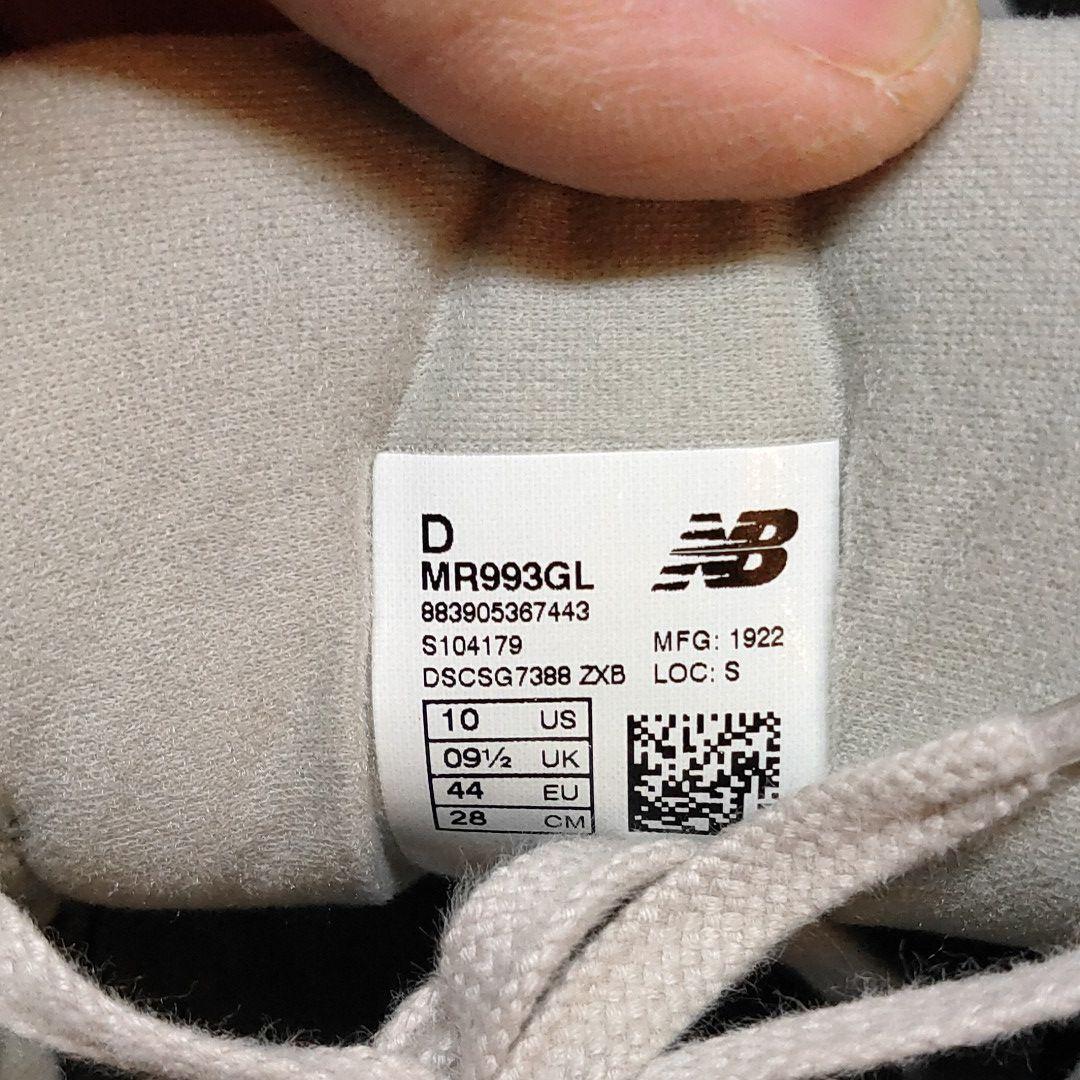 D
NB
MR993GL
883905367443
S104179
MFG: 1922
DSCSG7388 ZXB
LOC: S
10 US
09½ UK
44 EU
28 CM